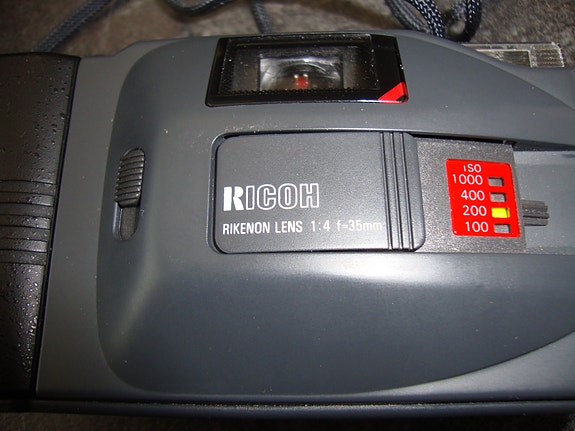 RICOH
RIKENON LENS 1:4 f=35mm
iSO
1000
400
200
100